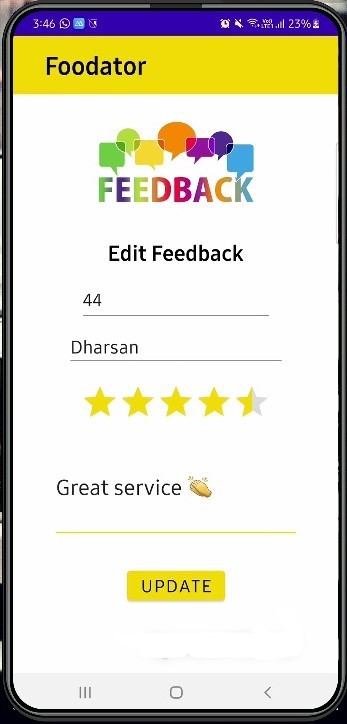 3:46 23%
Foodator
FEEDBACK
Edit Feedback
44
Dharsan
Great service 👏
UPDATE